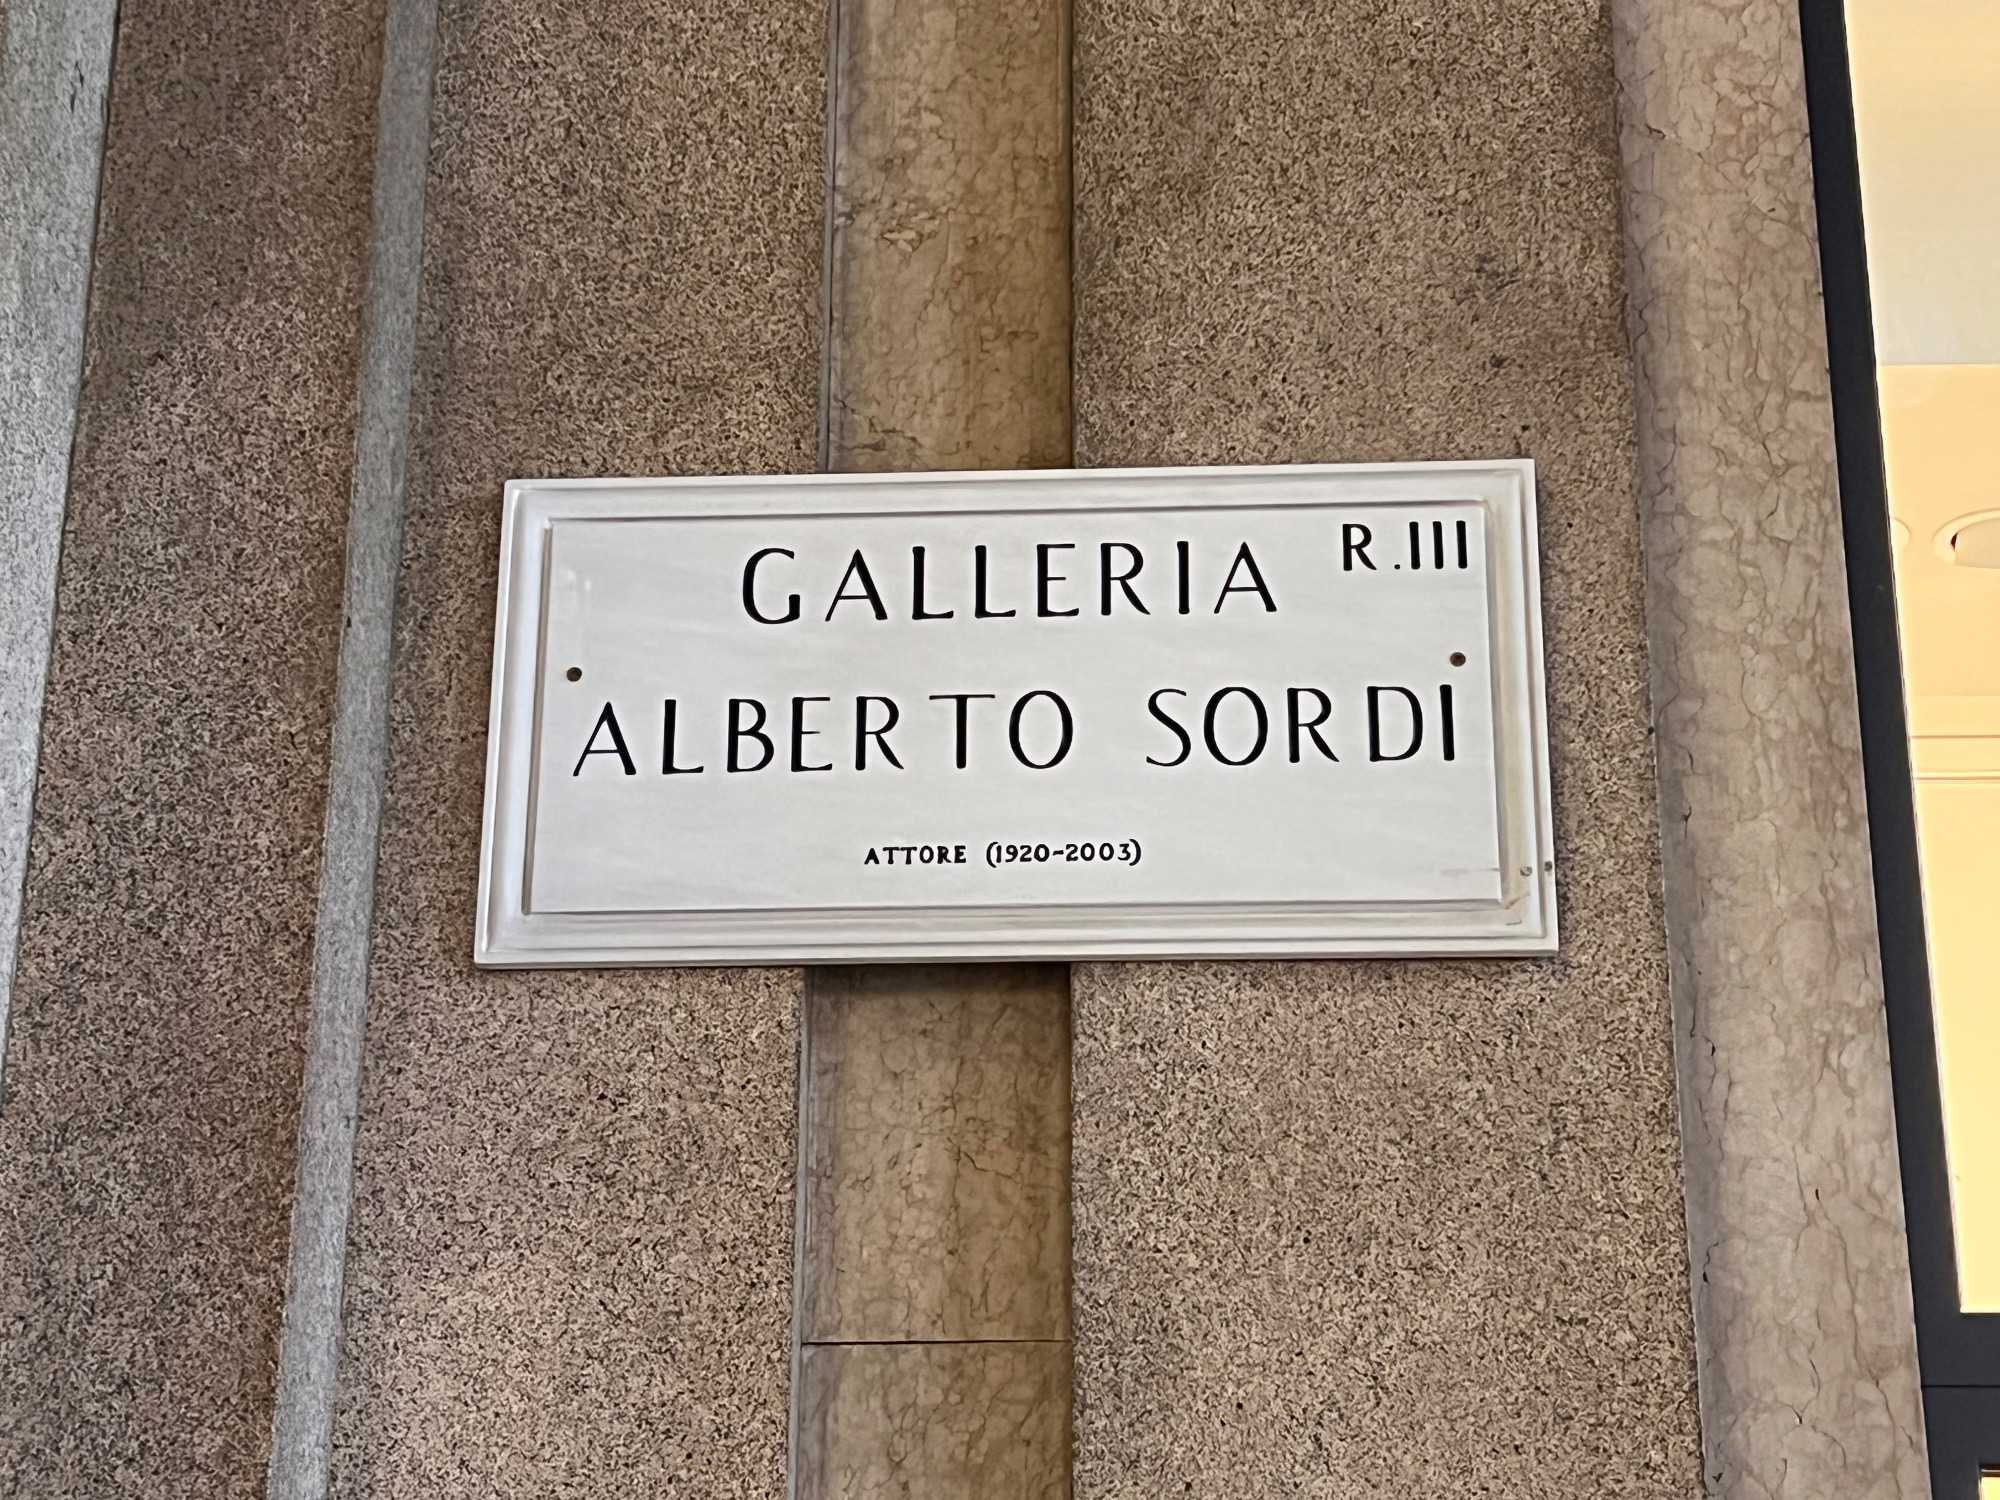 GALLERIA R.III
ALBERTO SORDI
ATTORE (1920-2003)